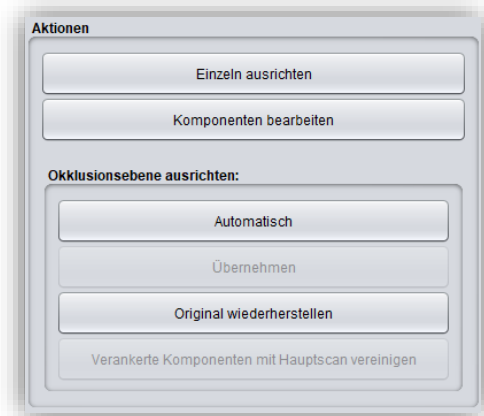 Aktionen
Einzeln ausrichten
Komponenten bearbeiten
Okklusionsebene ausrichten:
Automatisch
Übernehmen
Original wiederherstellen
Verankerte Komponenten mit Hauptscan vereinigen